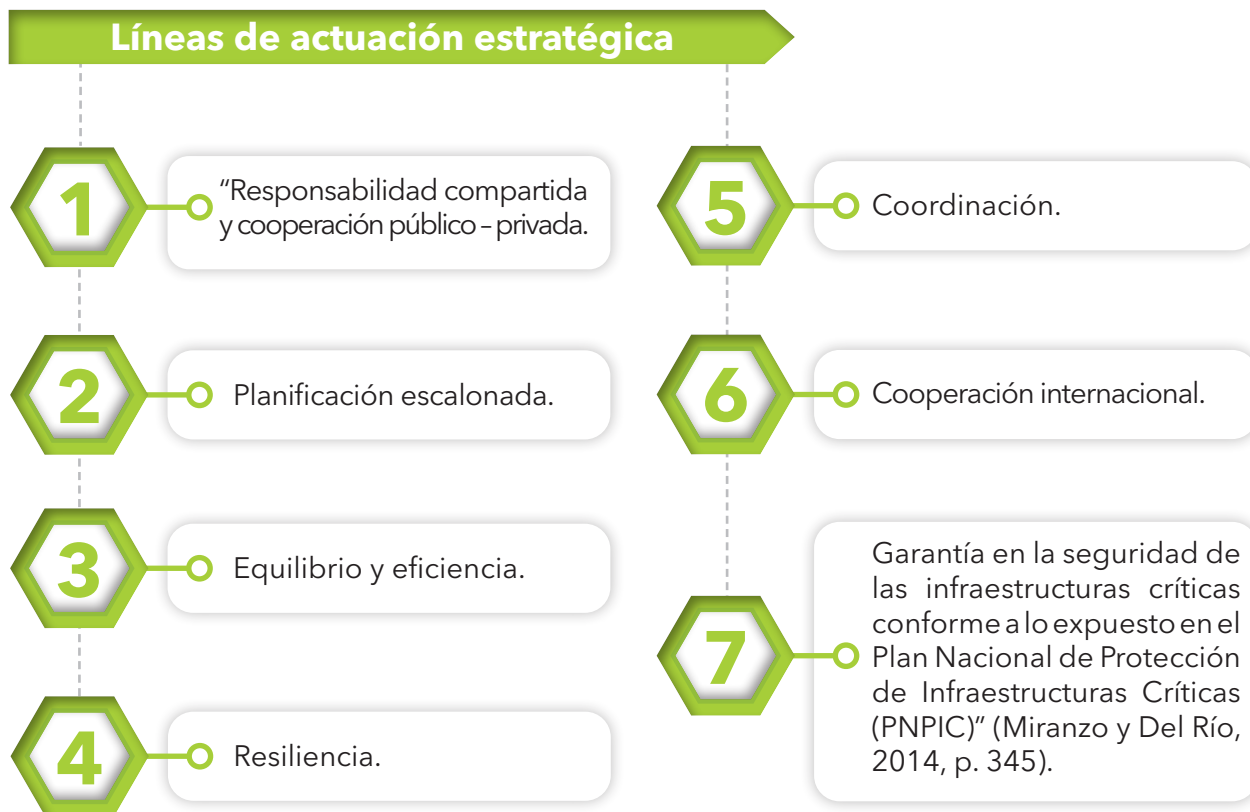 Líneas de actuación estratégica
1
“Responsabilidad compartida
y cooperación público – privada.
2
Planificación escalonada.
3
Equilibrio y eficiencia.
4
Resiliencia.
5
Coordinación.
6
Cooperación internacional.
7
Garantía en la seguridad de
las infraestructuras críticas
conforme a lo expuesto en el
Plan Nacional de Protección
de Infraestructuras Críticas
(PNPIC)” (Miranzo y Del Río,
2014, p. 345).